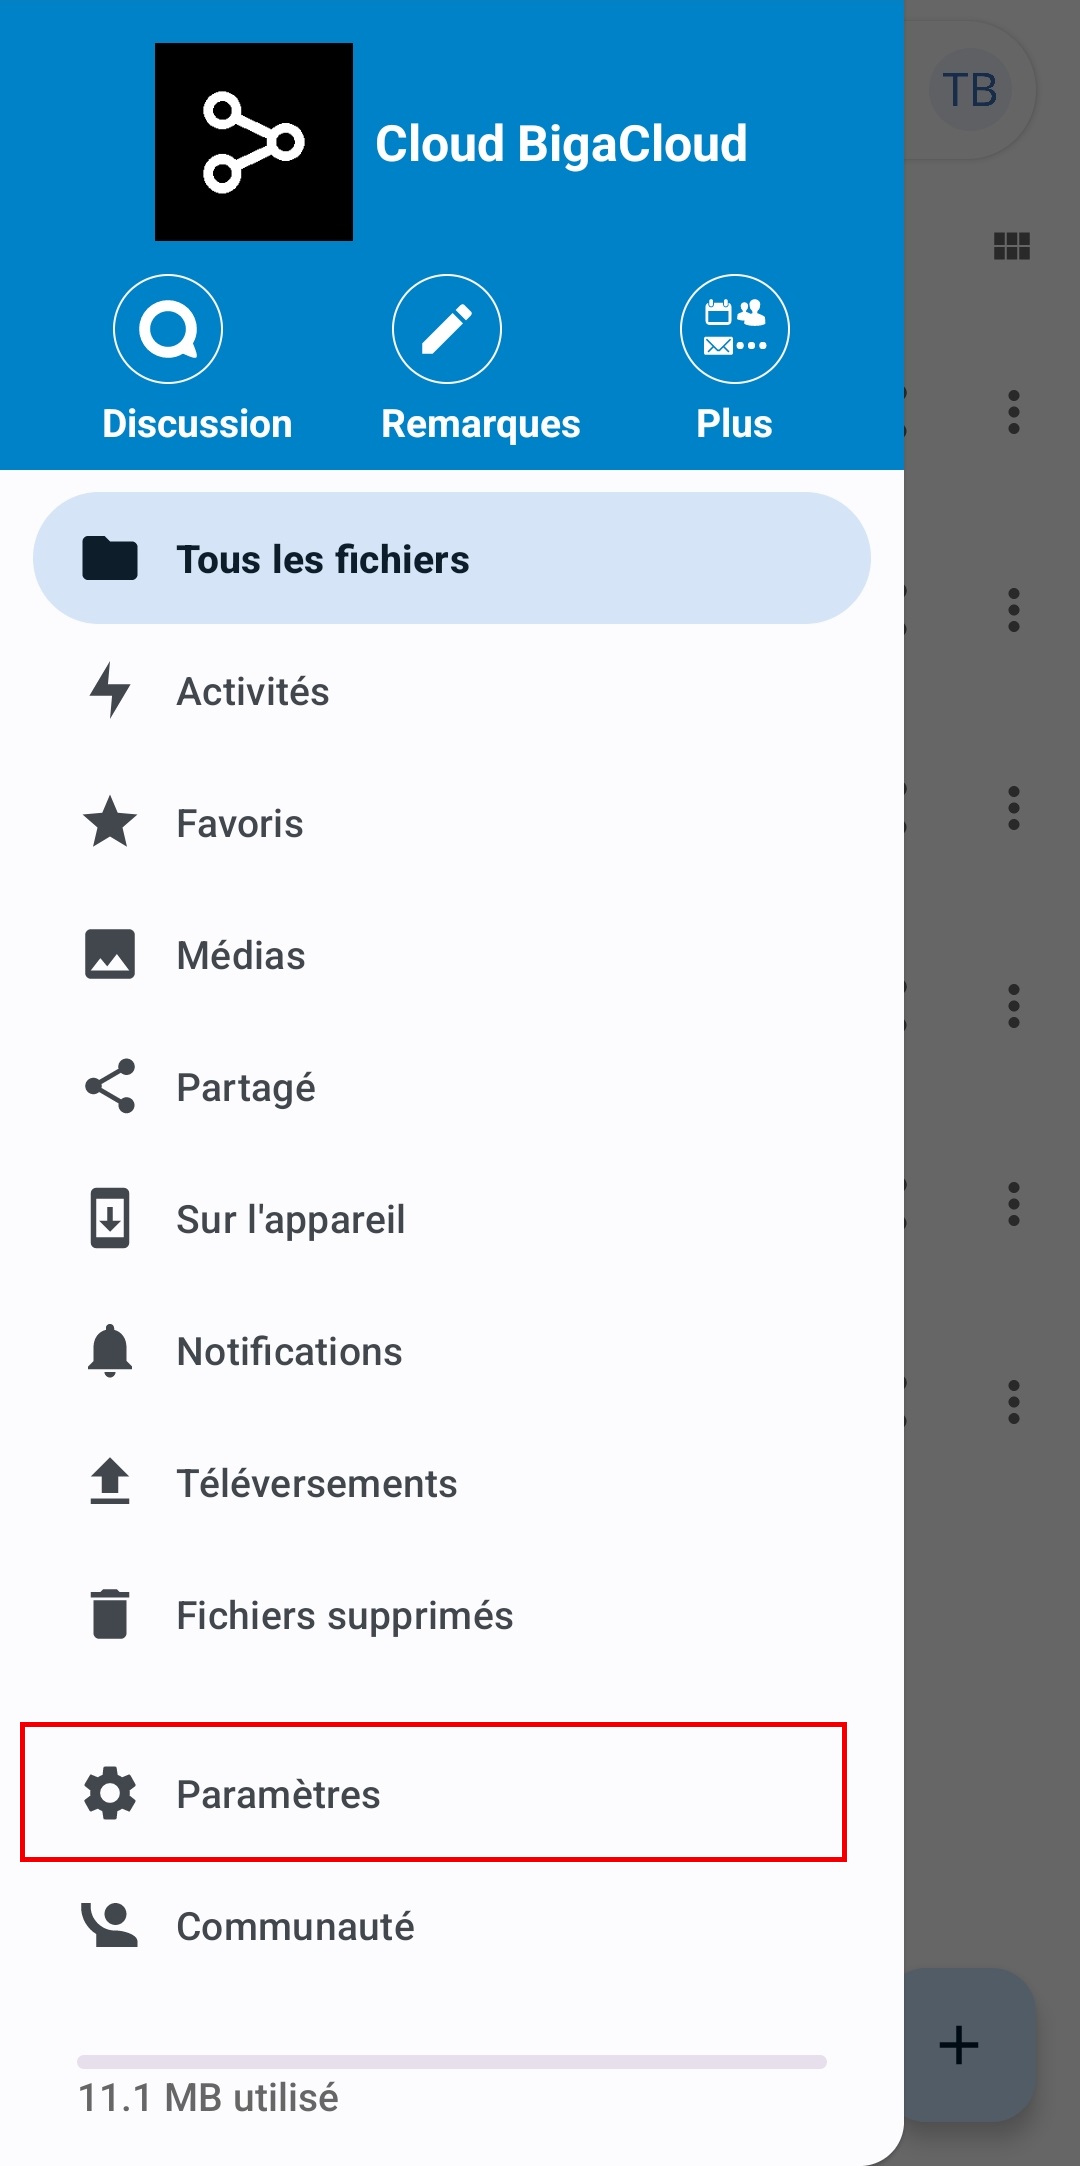 TB
Cloud BigaCloud
Discussion
Remarques
Plus
Tous les fichiers
Activités
Favoris
Médias
Partagé
Sur l'appareil
Notifications
Téléversements
Fichiers supprimés
Paramètres
Communauté
11.1 MB utilisé